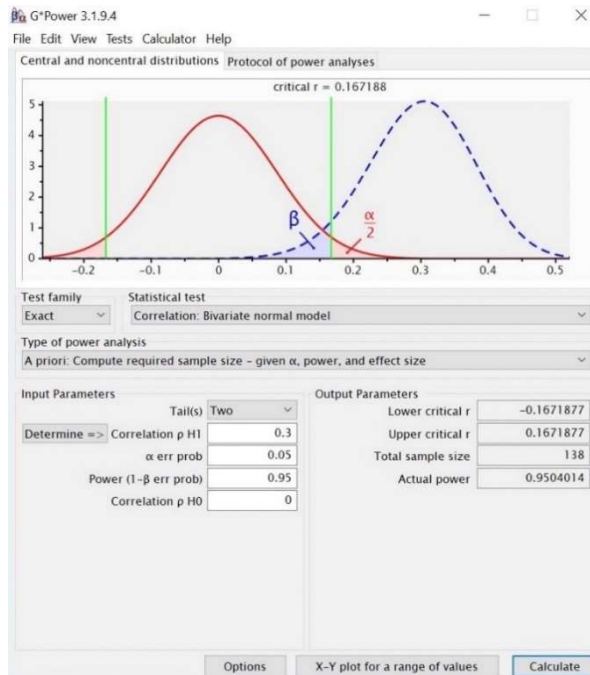 G*Power 3.1.9.4
File Edit View Tests Calculator Help
Central and noncentral distributions Protocol of power analyses
critical r = 0.167188
5
4
3
2
1
0
β
α
2
-0.2 -0.1 0 0.1 0.2 0.3 0.4 0.5
Test family Statistical test
Exact Correlation: Bivariate normal model
Type of power analysis
A priori: Compute required sample size - given α, power, and effect size
Input Parameters Output Parameters
Tail(s) Two Lower critical r -0.1671877
Determine => Correlation ρ H1 0.3 Upper critical r 0.1671877
α err prob 0.05 Total sample size 138
Power (1-β err prob) 0.95 Actual power 0.9504014
Correlation ρ H0 0
Options X-Y plot for a range of values Calculate